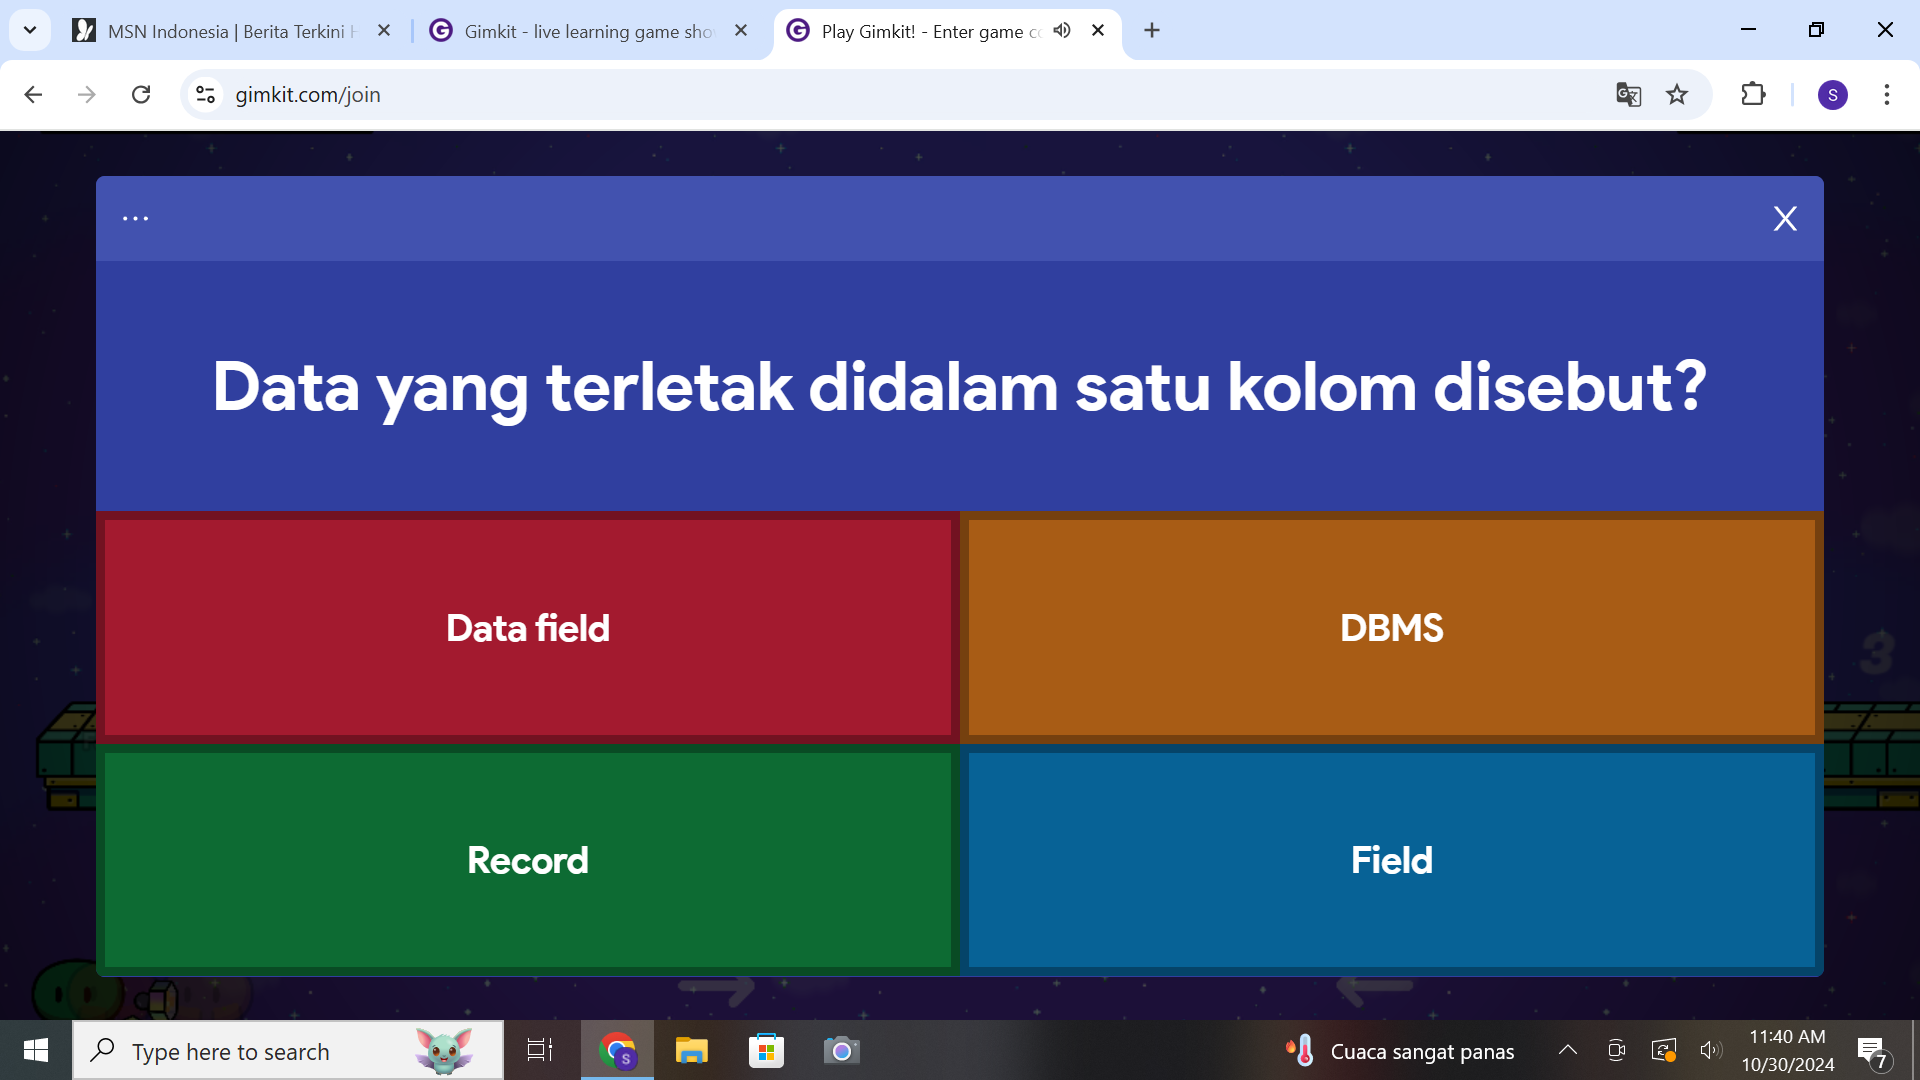 MSN Indonesia | Berita Terkini H
Gimkit - live learning game sho
Play Gimkit! - Enter game co
gimkit.com/join
S
...
X
Data yang terletak didalam satu kolom disebut?
Data field
DBMS
Record
Field
3
Type here to search
S
Cuaca sangat panas
11:40 AM
10/30/2024
7